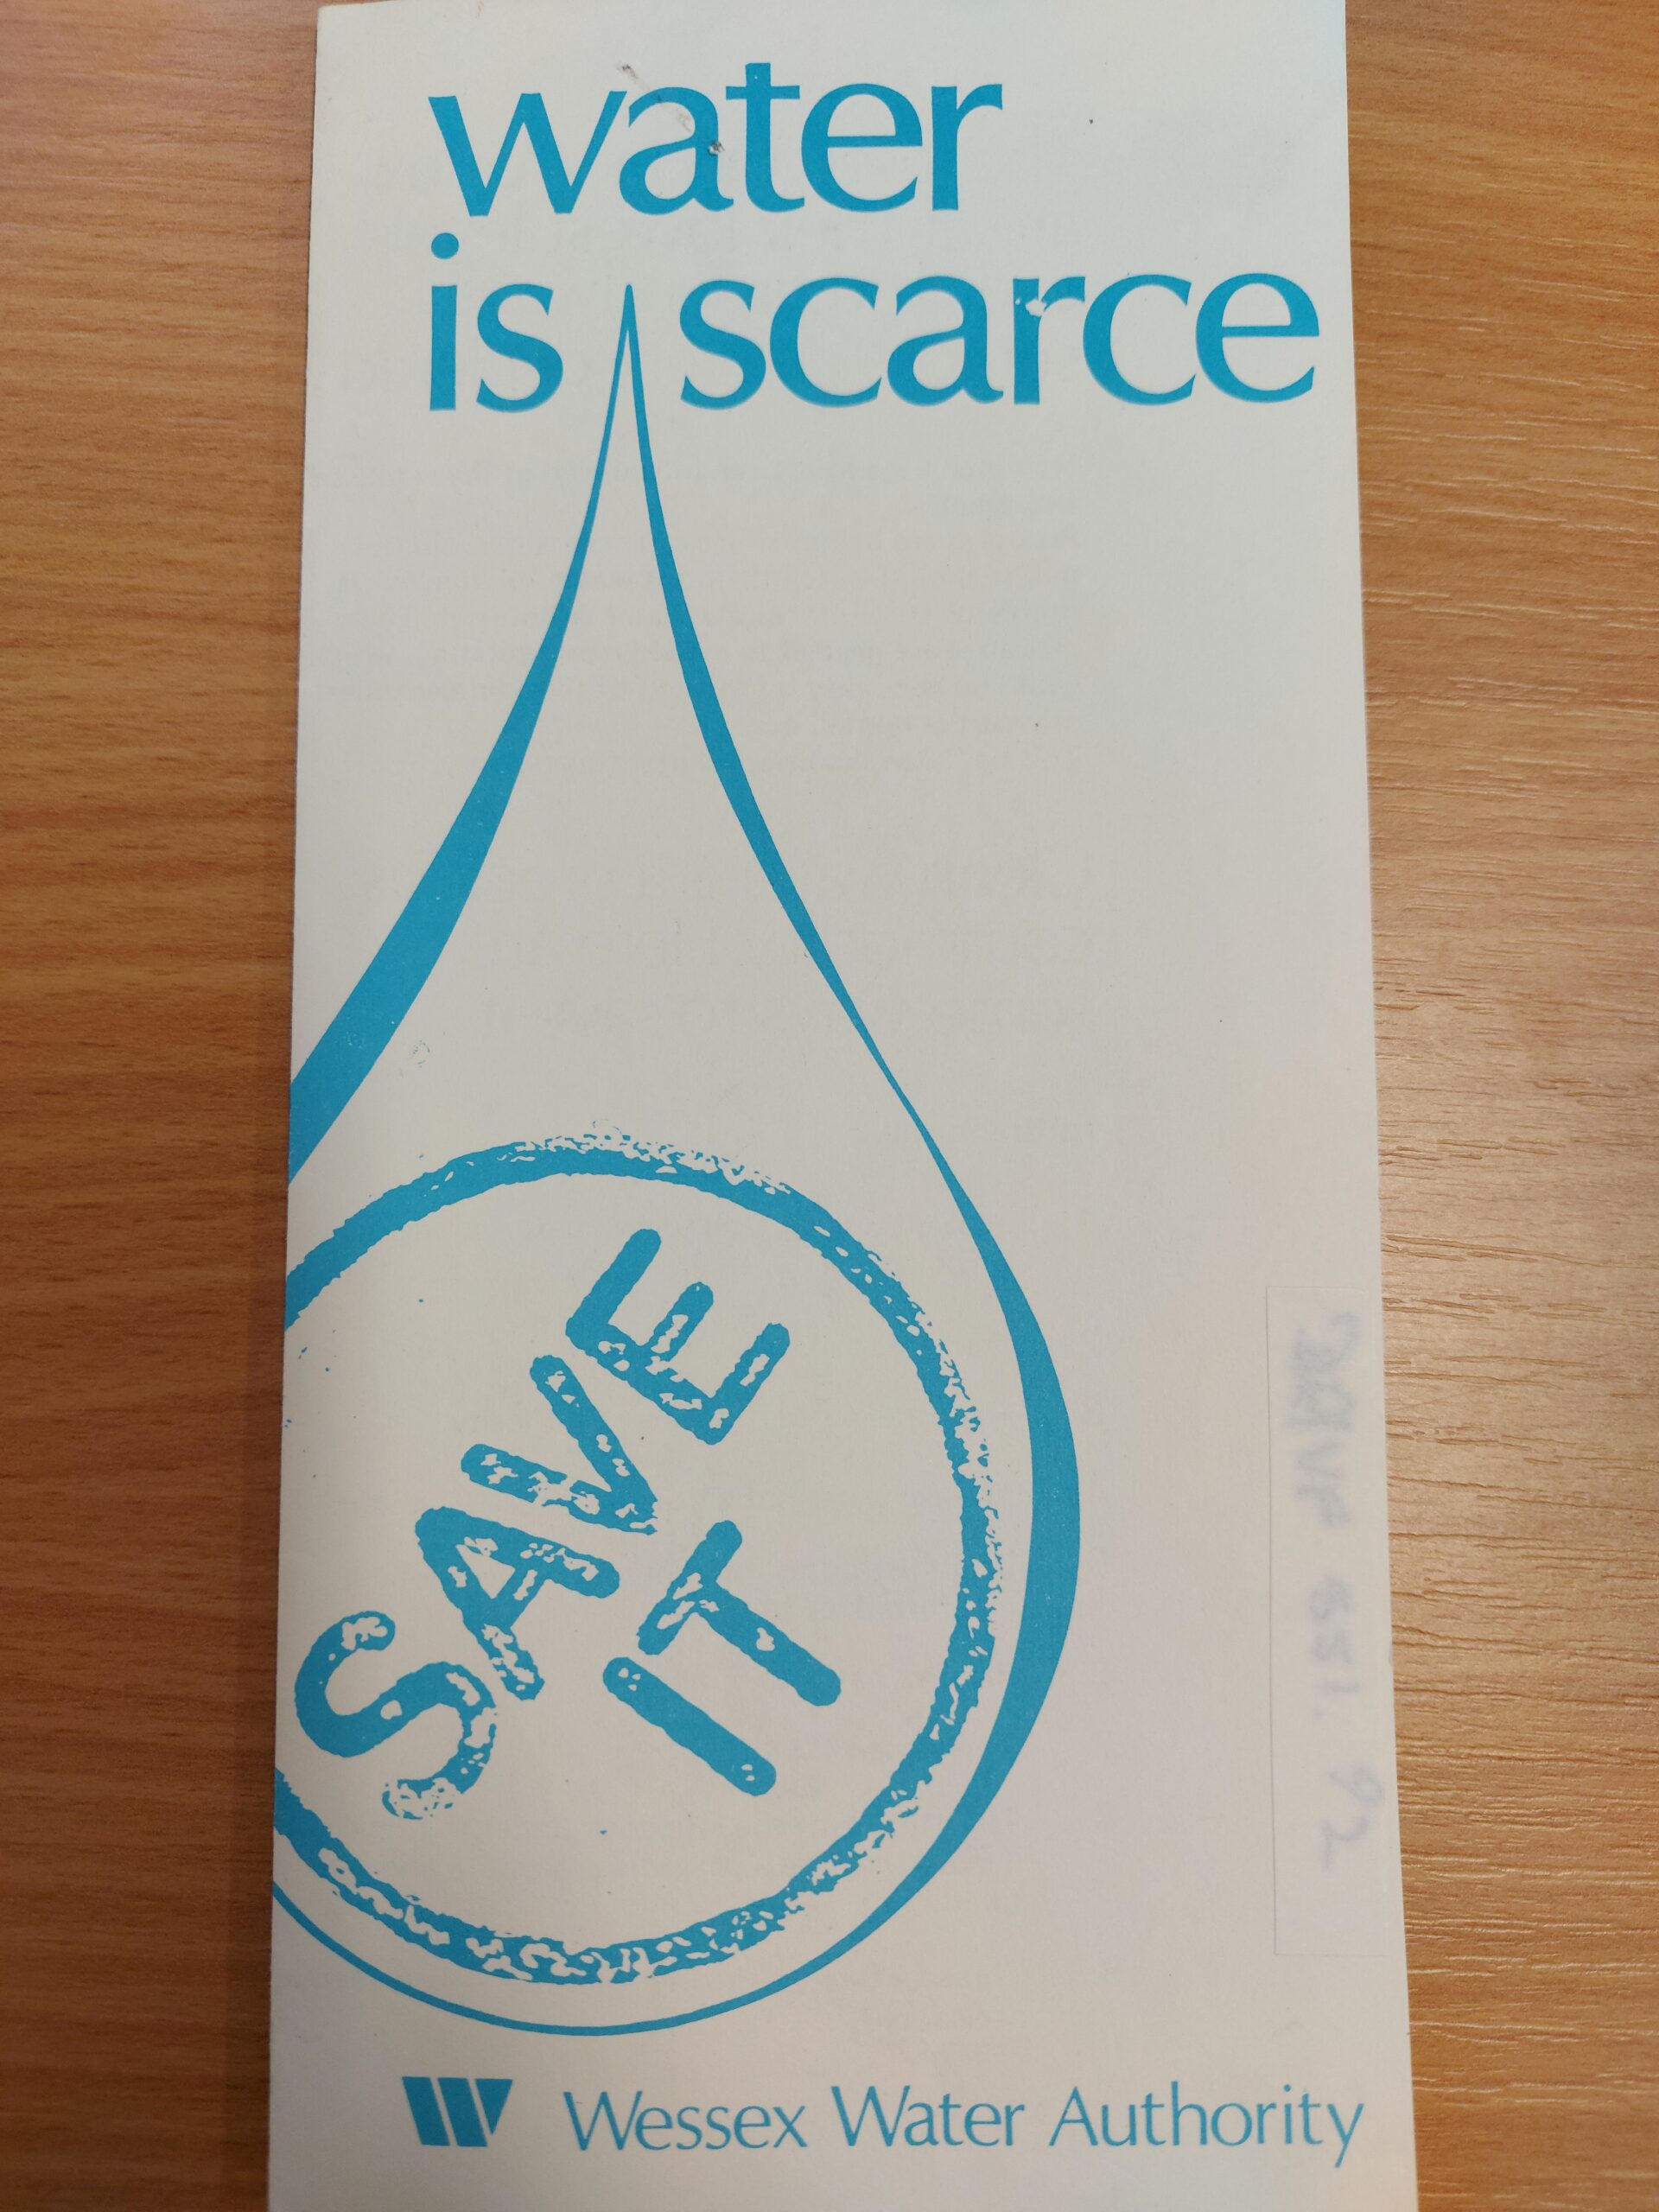 water
is scarce
SAVE
IT
Wessex Water Authority